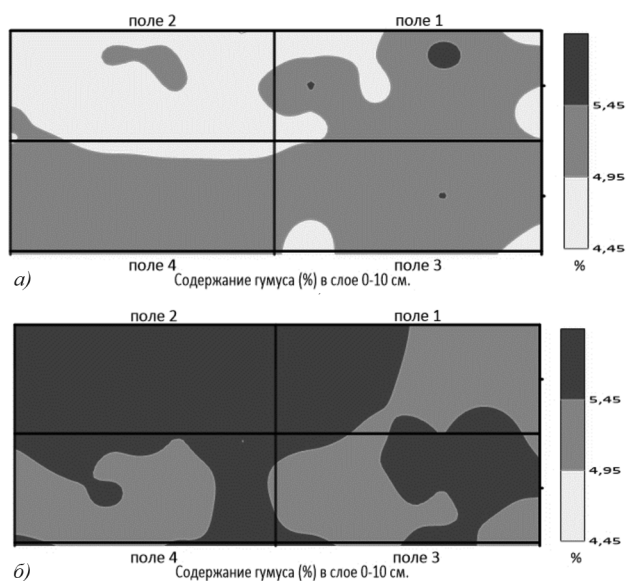 поле 2 поле 1
5,45
4,95
4,45
%
поле 4 поле 3
а) Содержание гумуса (%) в слое 0-10 см.
поле 2 поле 1
5,45
4,95
4,45
%
поле 4 поле 3
б) Содержание гумуса (%) в слое 0-10 см.